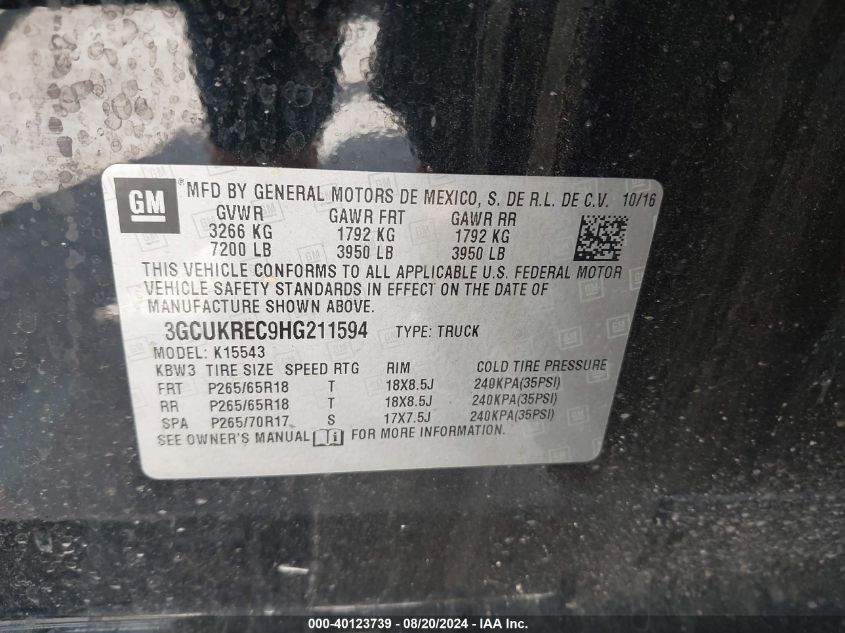 GM ® MFD BY GENERAL MOTORS DE MEXICO, S. DE R.L. DE C.V. 10/16
GVWR GAWR FRT GAWR RR
3266 KG 1792 KG 1792 KG
7200 LB 3950 LB 3950 LB
THIS VEHICLE CONFORMS TO ALL APPLICABLE U.S. FEDERAL MOTOR
VEHICLE SAFETY STANDARDS IN EFFECT ON THE DATE OF
MANUFACTURE SHOWN ABOVE.
3GCUKREC9HG211594 TYPE: TRUCK
MODEL: K15543
KBW3 TIRE SIZE SPEED RTG RIM COLD TIRE PRESSURE
FRT P265/65R18 T 18X8.5J 240KPA(35PSI)
RR P265/65R18 T 18X8.5J 240KPA(35PSI)
SPA P265/70R17 S 17X7.5J 240KPA(35PSI)
SEE OWNER'S MANUAL FOR MORE INFORMATION.
000-40123739 - 08/20/2024 - IAA Inc.